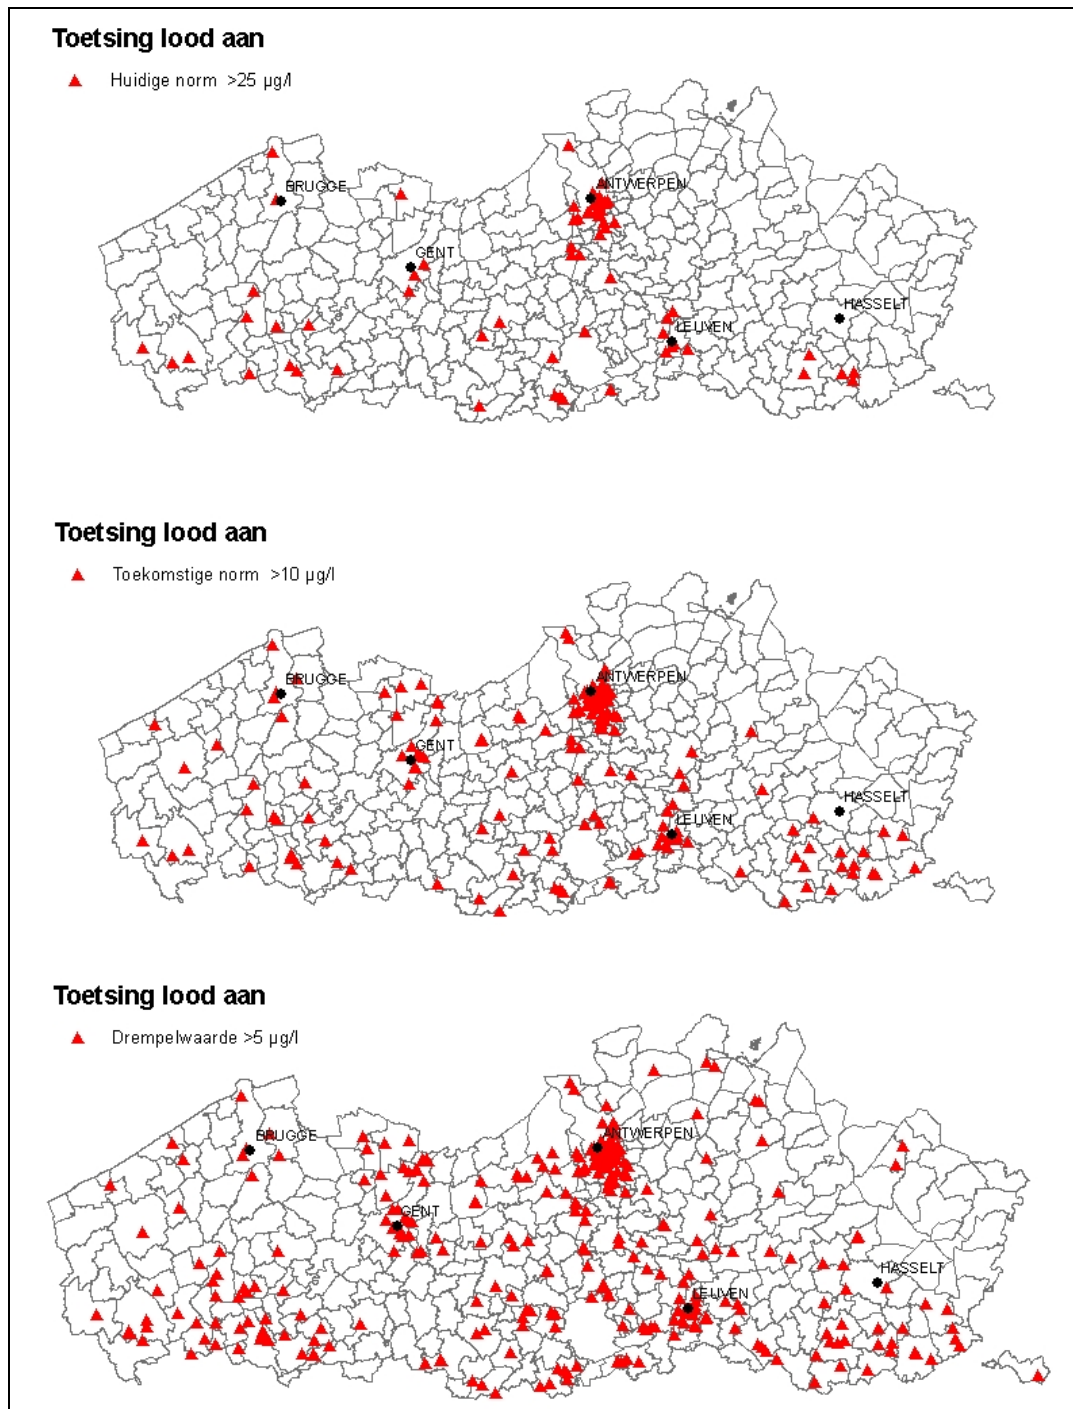 Toetsing lood aan
Huidige norm >25 µg/l
BRUGGE
ANTWERPEN
GENT
HASSELT
LEUVEN
Toetsing lood aan
Toekomstige norm >10 µg/l
BRUGGE
ANTWERPEN
GENT
HASSELT
LEUVEN
Toetsing lood aan
Drempelwaarde >5 µg/l
BRUGGE
ANTWERPEN
GENT
HASSELT
LEUVEN